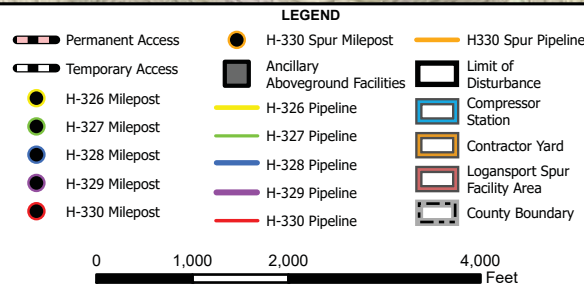 LEGEND
Permanent Access
Temporary Access
H-326 Milepost
H-327 Milepost
H-328 Milepost
H-329 Milepost
H-330 Milepost
H-330 Spur Milepost
Ancillary
Aboveground Facilities
H-326 Pipeline
H-327 Pipeline
H-328 Pipeline
H-329 Pipeline
H-330 Pipeline
H330 Spur Pipeline
Limit of
Disturbance
Compressor
Station
Contractor Yard
Logansport Spur
Facility Area
County Boundary
0 1,000 2,000 4,000
Feet